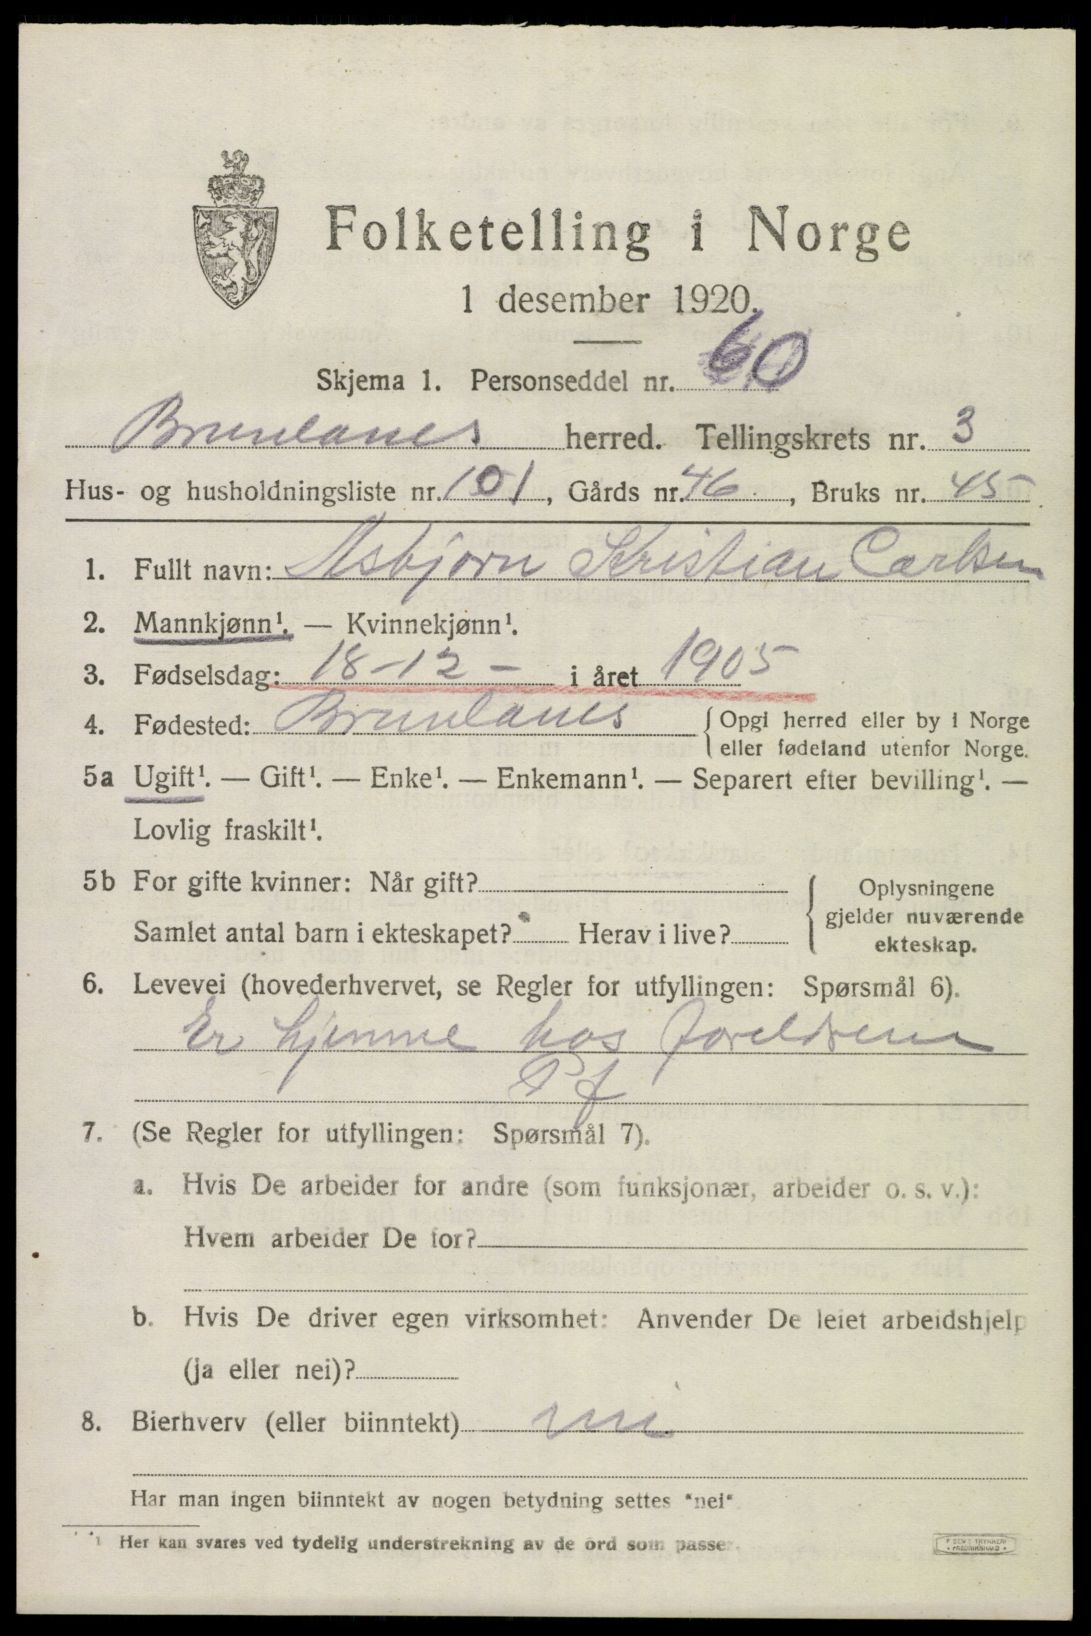 Folketelling i Norge
1 desember 1920.
Skjema 1. Personseddel nr. 60
Brunlanes herred. Tellingskrets nr. 3
Hus- og husholdningsliste nr. 101, Gårds nr. 46, Bruks nr. 45
1. Fullt navn: Asbjørn Kristian Carlsen
2. Mannkjønn¹. — Kvinnekjønn¹.
3. Fødselsdag: 18-12- i året 1905
4. Fødested: Brunlanes {Opgi herred eller by i Norge
eller fødeland utenfor Norge.
5a Ugift¹. — Gift¹. — Enke¹. — Enkemann¹. — Separert efter bevilling¹. —
Lovlig fraskilt¹.
5b For gifte kvinner: Når gift? { Oplysningene
gjelder nuværende
Samlet antal barn i ekteskapet? Herav i live?
ekteskap.
6. Levevei (hovederhvervet, se Regler for utfyllingen: Spørsmål 6).
Er hjemme hos foreldrene
Pf
7. (Se Regler for utfyllingen: Spørsmål 7).
a. Hvis De arbeider for andre (som funksjonær, arbeider o. s. v.):
Hvem arbeider De for?
b. Hvis De driver egen virksomhet: Anvender De leiet arbeidshjelp
(ja eller nei)?
8. Bierhverv (eller biinntekt) nei
Har man ingen biinntekt av nogen betydning settes "nei"
¹ Her kan svares ved tydelig understrekning av de ord som passer.